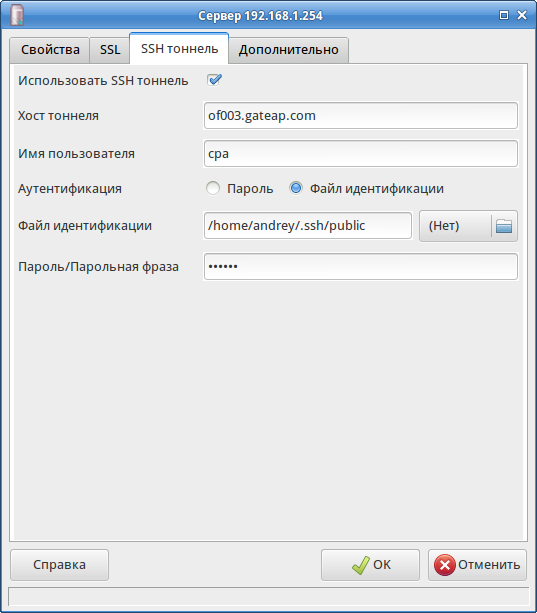 Сервер 192.168.1.254
Свойства SSL SSH тоннель Дополнительно
Использовать SSH тоннель
Хост тоннеля of003.gateap.com
Имя пользователя cpa
Аутентификация Пароль Файл идентификации
Файл идентификации /home/andrey/.ssh/public (Нет)
Пароль/Парольная фраза ••••••
Справка OK Отменить